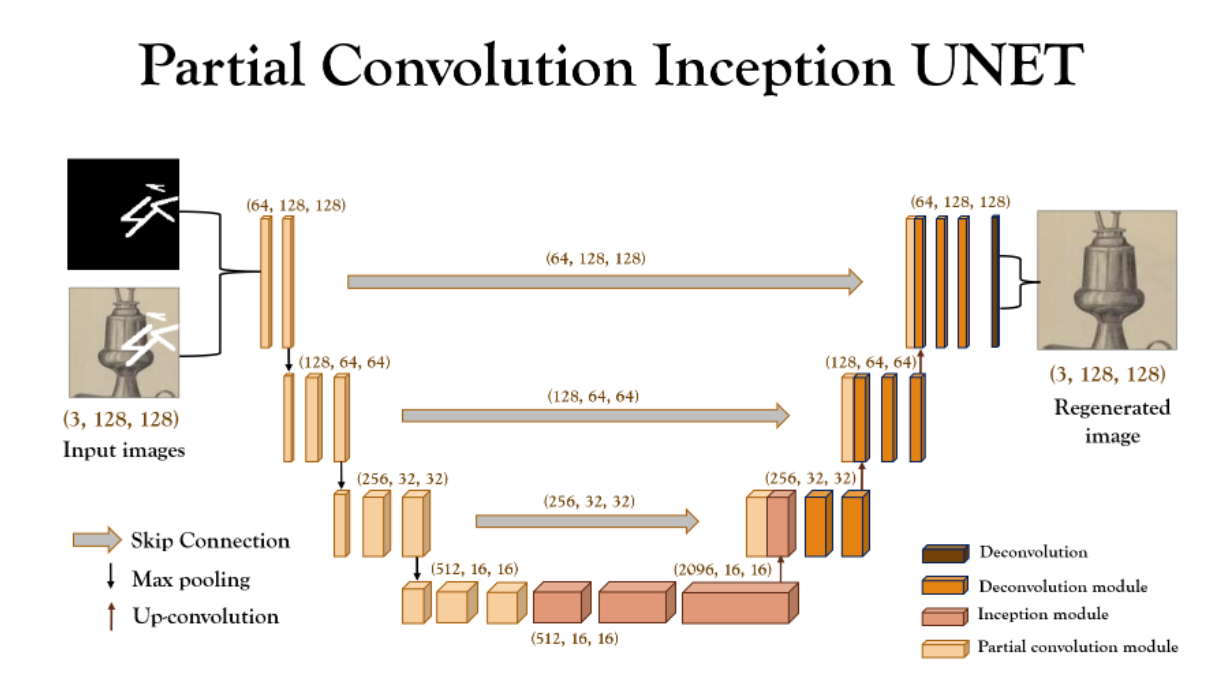 Partial Convolution Inception UNET
(64, 128, 128)
(64, 128, 128)
(64, 128, 128)
(3, 128, 128)
Input images
(128, 64, 64)
(128, 64, 64)
(128, 64, 64)
(3, 128, 128)
Regenerated
image
(256, 32, 32)
(256, 32, 32)
(256, 32, 32)
Skip Connection
Max pooling
Up-convolution
(512, 16, 16)
(2096, 16, 16)
(512, 16, 16)
Deconvolution
Deconvolution module
Inception module
Partial convolution module